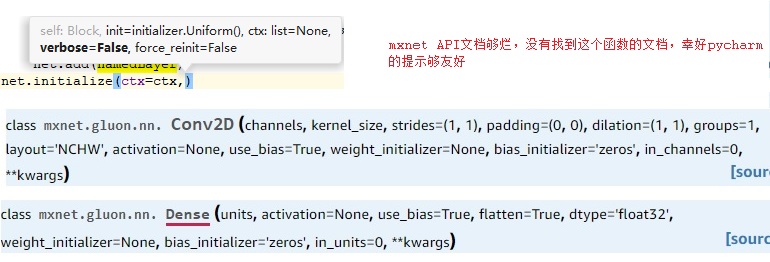 self: Block, init=initializer.Uniform(), ctx: list=None,
verbose=False, force_reinit=False
net.add(namedLayer,
net.initialize(ctx=ctx,)
mxnet API文档够烂，没有找到这个函数的文档，幸好pycharm
的提示够友好
class mxnet.gluon.nn. Conv2D (channels, kernel_size, strides=(1, 1), padding=(0, 0), dilation=(1, 1), groups=1,
layout='NCHW', activation=None, use_bias=True, weight_initializer=None, bias_initializer='zeros', in_channels=0,
**kwargs)
[sourc
class mxnet.gluon.nn. Dense (units, activation=None, use_bias=True, flatten=True, dtype='float32',
weight_initializer=None, bias_initializer='zeros', in_units=0, **kwargs)
[sourc